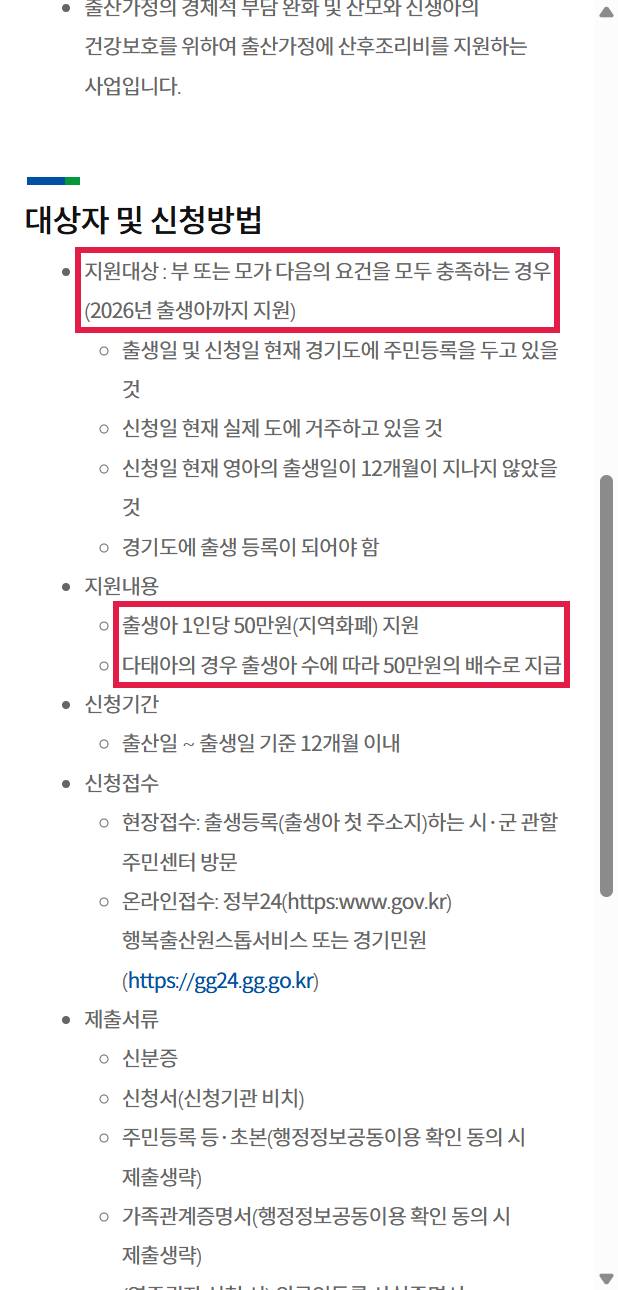 출산가정의 경제적 부담 완화 및 산모와 신생아의
건강보호를 위하여 출산가정에 산후조리비를 지원하는
사업입니다.
대상자 및 신청방법
지원대상 : 부 또는 모가 다음의 요건을 모두 충족하는 경우
(2026년 출생아까지 지원)
출생일 및 신청일 현재 경기도에 주민등록을 두고 있을
것
신청일 현재 실제 도에 거주하고 있을 것
신청일 현재 영아의 출생일이 12개월이 지나지 않았을
것
경기도에 출생 등록이 되어야 함
지원내용
출생아 1인당 50만원(지역화폐) 지원
다태아의 경우 출생아 수에 따라 50만원의 배수로 지급
신청기간
출산일 ~ 출생일 기준 12개월 이내
신청접수
현장접수: 출생등록(출생아 첫 주소지)하는 시·군 관할
주민센터 방문
온라인접수: 정부24(https:www.gov.kr)
행복출산원스톱서비스 또는 경기민원
(https://gg24.gg.go.kr)
제출서류
신분증
신청서(신청기관 비치)
주민등록 등·초본(행정정보공동이용 확인 동의 시
제출생략)
가족관계증명서(행정정보공동이용 확인 동의 시
제출생략)